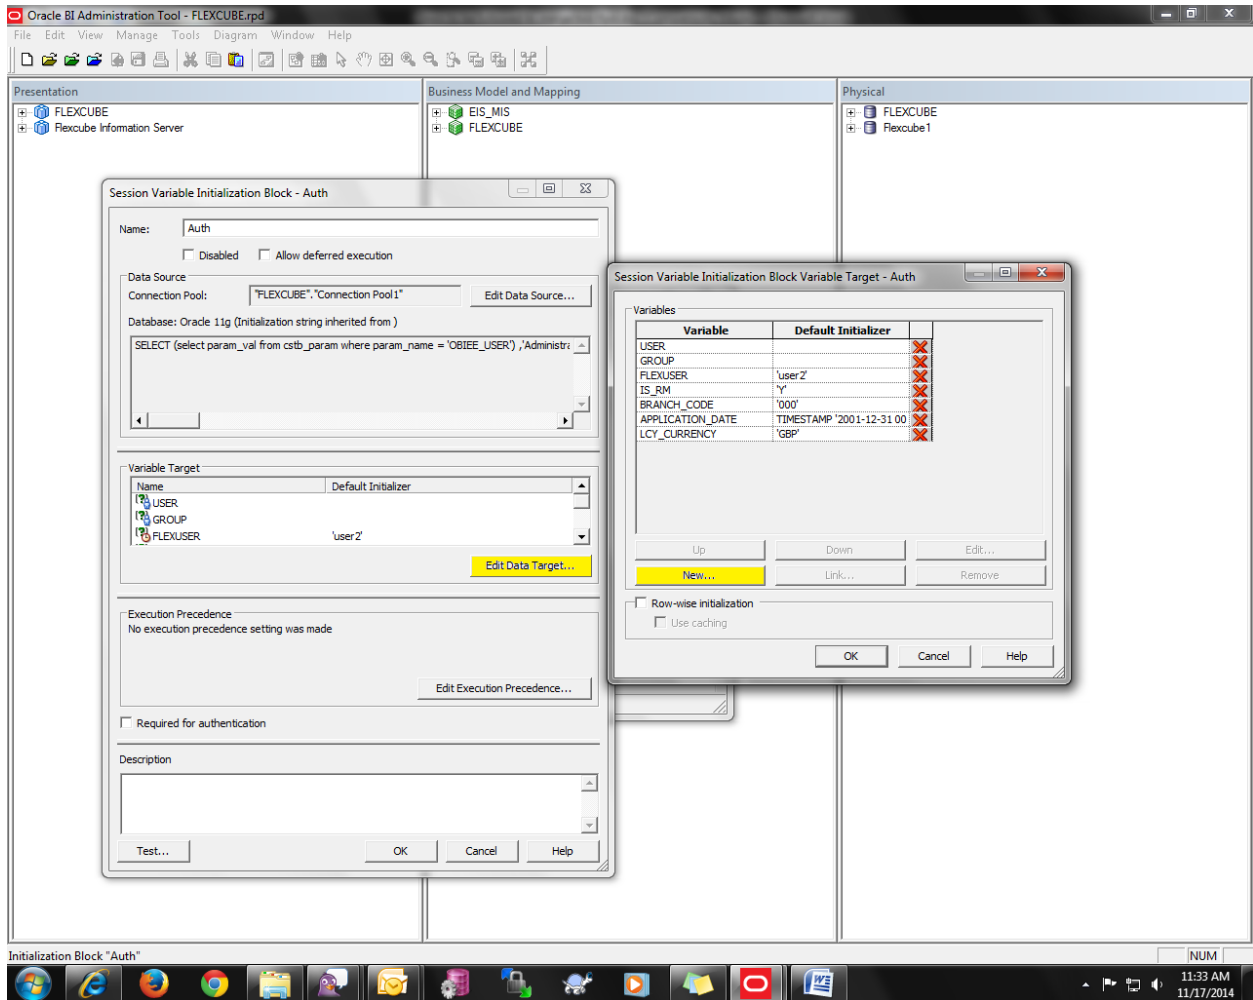 Oracle BI Administration Tool - FLEXCUBE.rpd
File Edit View Manage Tools Diagram Window Help
Presentation
FLEXCUBE
Flexcube Information Server
Business Model and Mapping
EIS_MIS
FLEXCUBE
Physical
FLEXCUBE
Flexcube1
Session Variable Initialization Block - Auth
Name: Auth
Disabled Allow deferred execution
Data Source
Connection Pool: "FLEXCUBE"."Connection Pool1" Edit Data Source...
Database: Oracle 11g (Initialization string inherited from )
SELECT (select param_val from cstb_param where param_name = 'OBIEE_USER') ,'Administra
Variable Target
Name Default Initializer
USER
GROUP
FLEXUSER 'user2'
Edit Data Target...
Execution Precedence
No execution precedence setting was made
Edit Execution Precedence...
Required for authentication
Description
Test... OK Cancel Help
Session Variable Initialization Block Variable Target - Auth
Variables
Variable Default Initializer
USER
GROUP
FLEXUSER 'user2'
IS_RM 'Y'
BRANCH_CODE '000'
APPLICATION_DATE TIMESTAMP '2001-12-31 00
LCY_CURRENCY 'GBP'
Up Down Edit...
New... Link... Remove
Row-wise initialization
Use caching
OK Cancel Help
Initialization Block "Auth"
NUM
11:33 AM
11/17/2014